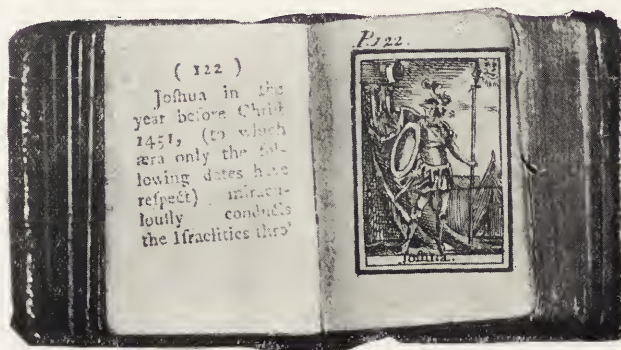 ( 122 )
Joſhua in the
year before Chriſt
1451, (to which
æra only the fol-
lowing dates have
reſpect) miracu-
louſly conducts
the Iſraelities thro'
P.122.
Joſhua.